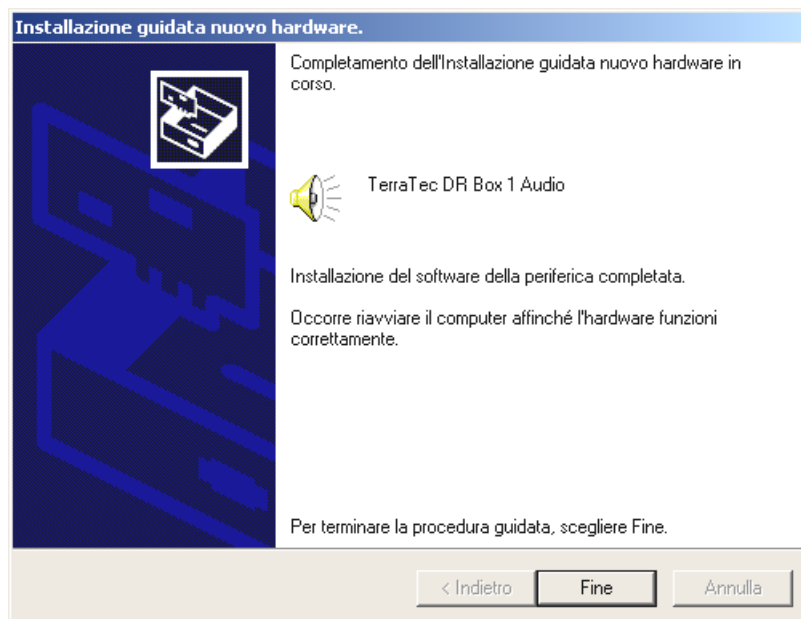 Installazione guidata nuovo hardware.
Completamento dell'Installazione guidata nuovo hardware in
corso.
TerraTec DR Box 1 Audio
Installazione del software della periferica completata.
Occorre riavviare il computer affinché l'hardware funzioni
correttamente.
Per terminare la procedura guidata, scegliere Fine.
< Indietro
Fine
Annulla